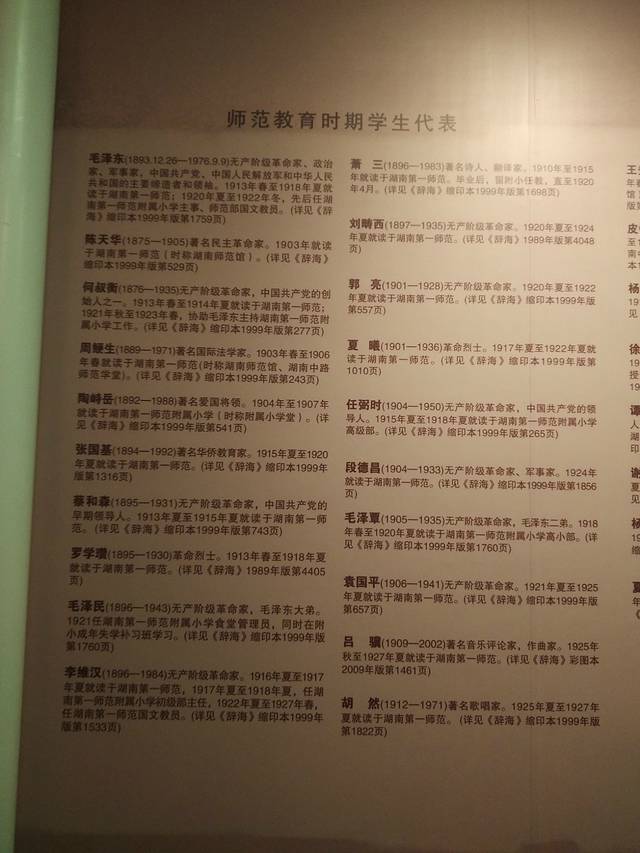 师范教育时期学生代表
毛泽东(1893.12.26—1976.9.9)无产阶级革命家、政治
家、军事家,中国共产党、中国人民解放军和中华人民
共和国的主要缔造者和领袖。1913年春至1918年夏就
读于湖南第一师范;1920年夏至1922年冬,先后任湖
南第一师范附属小学主事、师范部国文教员。(详见《辞
海》缩印本1999年版第1759页)
陈天华(1875—1905)著名民主革命家。1903年就读
于湖南第一师范(时称湖南师范馆)。(详见《辞海》缩
印本1999年版第529页)
何叔衡(1876—1935)无产阶级革命家,中国共产党的创
始人之一。1913年春至1914年夏就读于湖南第一师范;
1921年秋至1923年春,协助毛泽东主持湖南第一师范附
属小学工作。(详见《辞海》缩印本1999年版第277页)
周鲠生(1889—1971)著名国际法学家。1903年春至1906
年春就读于湖南第一师范(时称湖南师范馆、湖南中路
师范学堂)。(详见《辞海》缩印本1999年版第243页)
陶峙岳(1892—1988)著名爱国将领。1904年至1907年
就读于湖南第一师范附属小学(时称附属小学堂)。(详
见《辞海》缩印本1999年版第541页)
张国基(1894—1992)著名华侨教育家。1915年夏至1920
年夏就读于湖南第一师范。(详见《辞海》缩印本1999年
版第1316页)
蔡和森(1895—1931)无产阶级革命家,中国共产党的
早期领导人。1913年夏至1915年夏就读于湖南第一师
范。(详见《辞海》缩印本1999年版第743页)
罗学瓒(1895—1930)革命烈士。1913年春至1918年夏
就读于湖南第一师范。(详见《辞海》1989年版第4405
页)
毛泽民(1896—1943)无产阶级革命家,毛泽东大弟。
1921任湖南第一师范附属小学食堂管理员,同时在附
小成年失学补习班学习。(详见《辞海》缩印本1999年版
第1760页)
李维汉(1896—1984)无产阶级革命家。1916年夏至1917
年夏就读于湖南第一师范,1917年夏至1918年夏,任湖
南第一师范附属小学初级部主任,1922年夏至1927年春,
任湖南第一师范国文教员。(详见《辞海》缩印本1999年
版第1533页)
萧 三(1896—1983)著名诗人、翻译家。1910年至1915
年就读于湖南第一师范。毕业后,留附小任教,直至1920
年4月。(详见《辞海》缩印本1999年版第1698页)
刘畴西(1897—1935)无产阶级革命家。1920年夏至1924
年夏就读于湖南第一师范。(详见《辞海》1989年版第4048
页)
郭 亮(1901—1928)无产阶级革命家。1920年夏至1922
年夏就读于湖南第一师范。(详见《辞海》缩印本1999年版
第557页)
夏 曦(1901—1936)革命烈士。1917年夏至1922年夏就
读于湖南第一师范。(详见《辞海》缩印本1999年版第
1010页)
任弼时(1904—1950)无产阶级革命家,中国共产党的领
导人。1915年夏至1918年夏就读于湖南第一师范附属小学
高级部。(详见《辞海》缩印本1999年版第265页)
段德昌(1904—1933)无产阶级革命家、军事家。1924年
就读于湖南第一师范。(详见《辞海》缩印本1999年版第1856
页)
毛泽覃(1905—1935)无产阶级革命家,毛泽东二弟。1918
年春至1920年夏就读于湖南第一师范附属小学高小部。(详
见《辞海》缩印本1999年版第1760页)
袁国平(1906—1941)无产阶级革命家。1921年夏至1925
年夏就读于湖南第一师范。(详见《辞海》缩印本1999年版
第657页)
吕 骥(1909—2002)著名音乐评论家,作曲家。1925年
秋至1927年夏就读于湖南第一师范。(详见《辞海》彩图本
2009年版第1461页)
胡 然(1912—1971)著名歌唱家。1925年夏至1927年
夏就读于湖南第一师范。(详见《辞海》缩印本1999年版
第1822页)